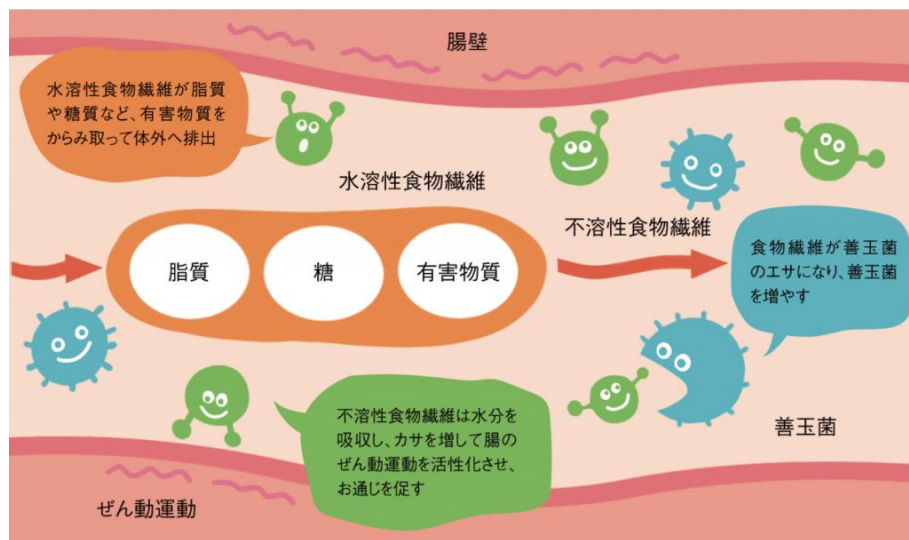 腸壁
水溶性食物繊維が脂質
や糖質など、有害物質を
からみ取って体外へ排出
水溶性食物繊維
不溶性食物繊維
脂質
糖
有害物質
食物繊維が善玉菌
のエサになり、善玉菌
を増やす
不溶性食物繊維は水分を
吸収し、カサを増して腸の
ぜん動運動を活性化させ、
お通じを促す
善玉菌
ぜん動運動